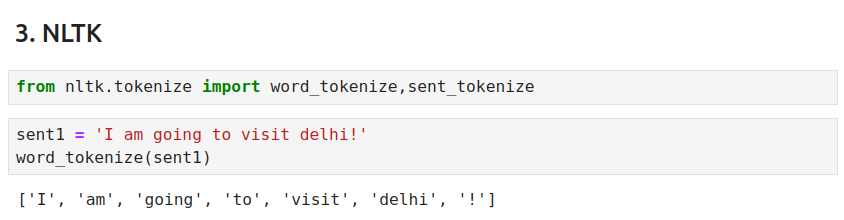 3. NLTK
from nltk.tokenize import word_tokenize,sent_tokenize
sent1 = 'I am going to visit delhi!'
word_tokenize(sent1)
['I', 'am', 'going', 'to', 'visit', 'delhi', '!']